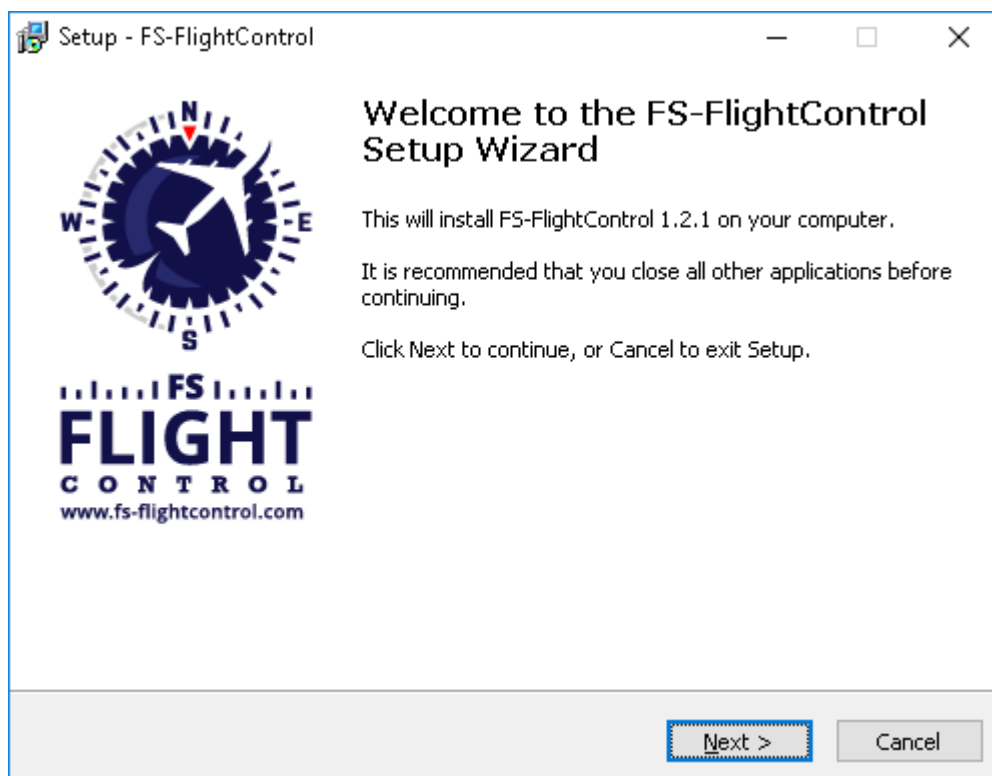 Setup - FS-FlightControl
N
W
E
S
FS
FLIGHT
CONTROL
www.fs-flightcontrol.com
Welcome to the FS-FlightControl
Setup Wizard
This will install FS-FlightControl 1.2.1 on your computer.
It is recommended that you close all other applications before
continuing.
Click Next to continue, or Cancel to exit Setup.
Next >
Cancel